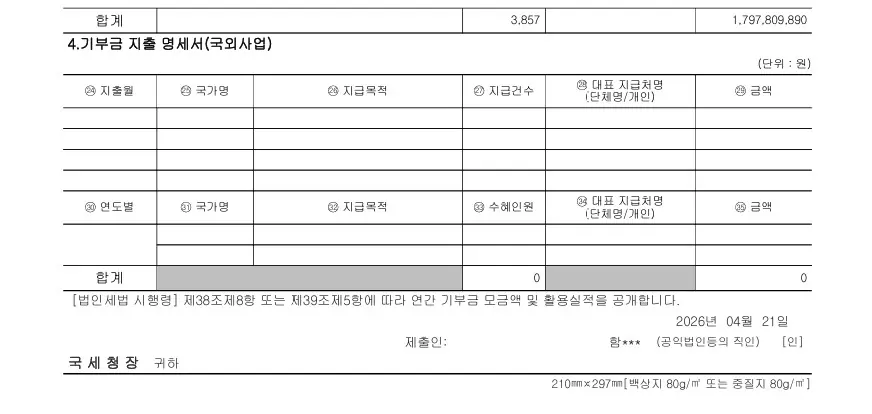 합계 3,857 1,797,809,890
4.기부금 지출 명세서(국외사업)
(단위 : 원)
㉔ 지출월 ㉕ 국가명 ㉖ 지급목적 ㉗ 지급건수 ㉘ 대표 지급처명 ㉙ 금액
(단체명/개인)
㉚ 연도별 ㉛ 국가명 ㉜ 지급목적 ㉝ 수혜인원 ㉞ 대표 지급처명 ㉟ 금액
(단체명/개인)
합계 0 0
[법인세법 시행령] 제38조제8항 또는 제39조제5항에 따라 연간 기부금 모금액 및 활용실적을 공개합니다.
2026년 04월 21일
제출인: 함*** (공익법인등의 직인) [인]
국 세 청 장 귀하
210㎜×297㎜[백상지 80g/㎡ 또는 중질지 80g/㎡]